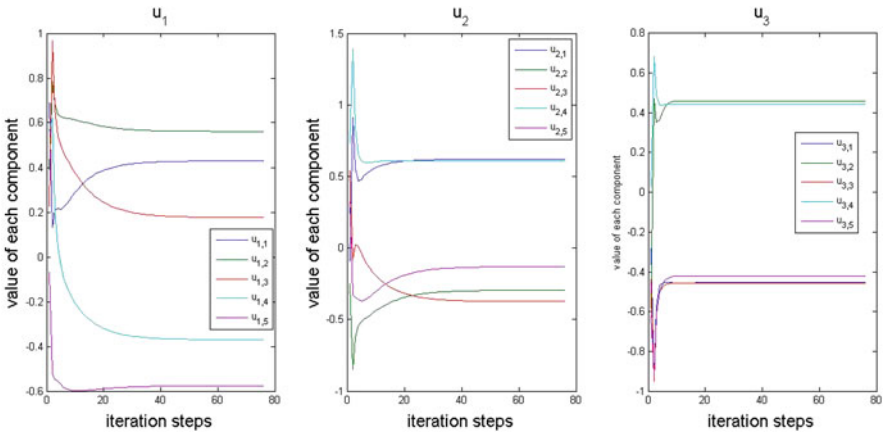 u1
value of each component
1
0.8
0.6
0.4
0.2
0
-0.2
-0.4
-0.6
0 20 40 60 80
iteration steps
u1,1
u1,2
u1,3
u1,4
u1,5
u2
value of each component
1.5
1
0.5
0
-0.5
-1
0 20 40 60 80
iteration steps
u2,1
u2,2
u2,3
u2,4
u2,5
u3
value of each component
0.8
0.6
0.4
0.2
0
-0.2
-0.4
-0.6
-0.8
-1
0 20 40 60 80
iteration steps
u3,1
u3,2
u3,3
u3,4
u3,5